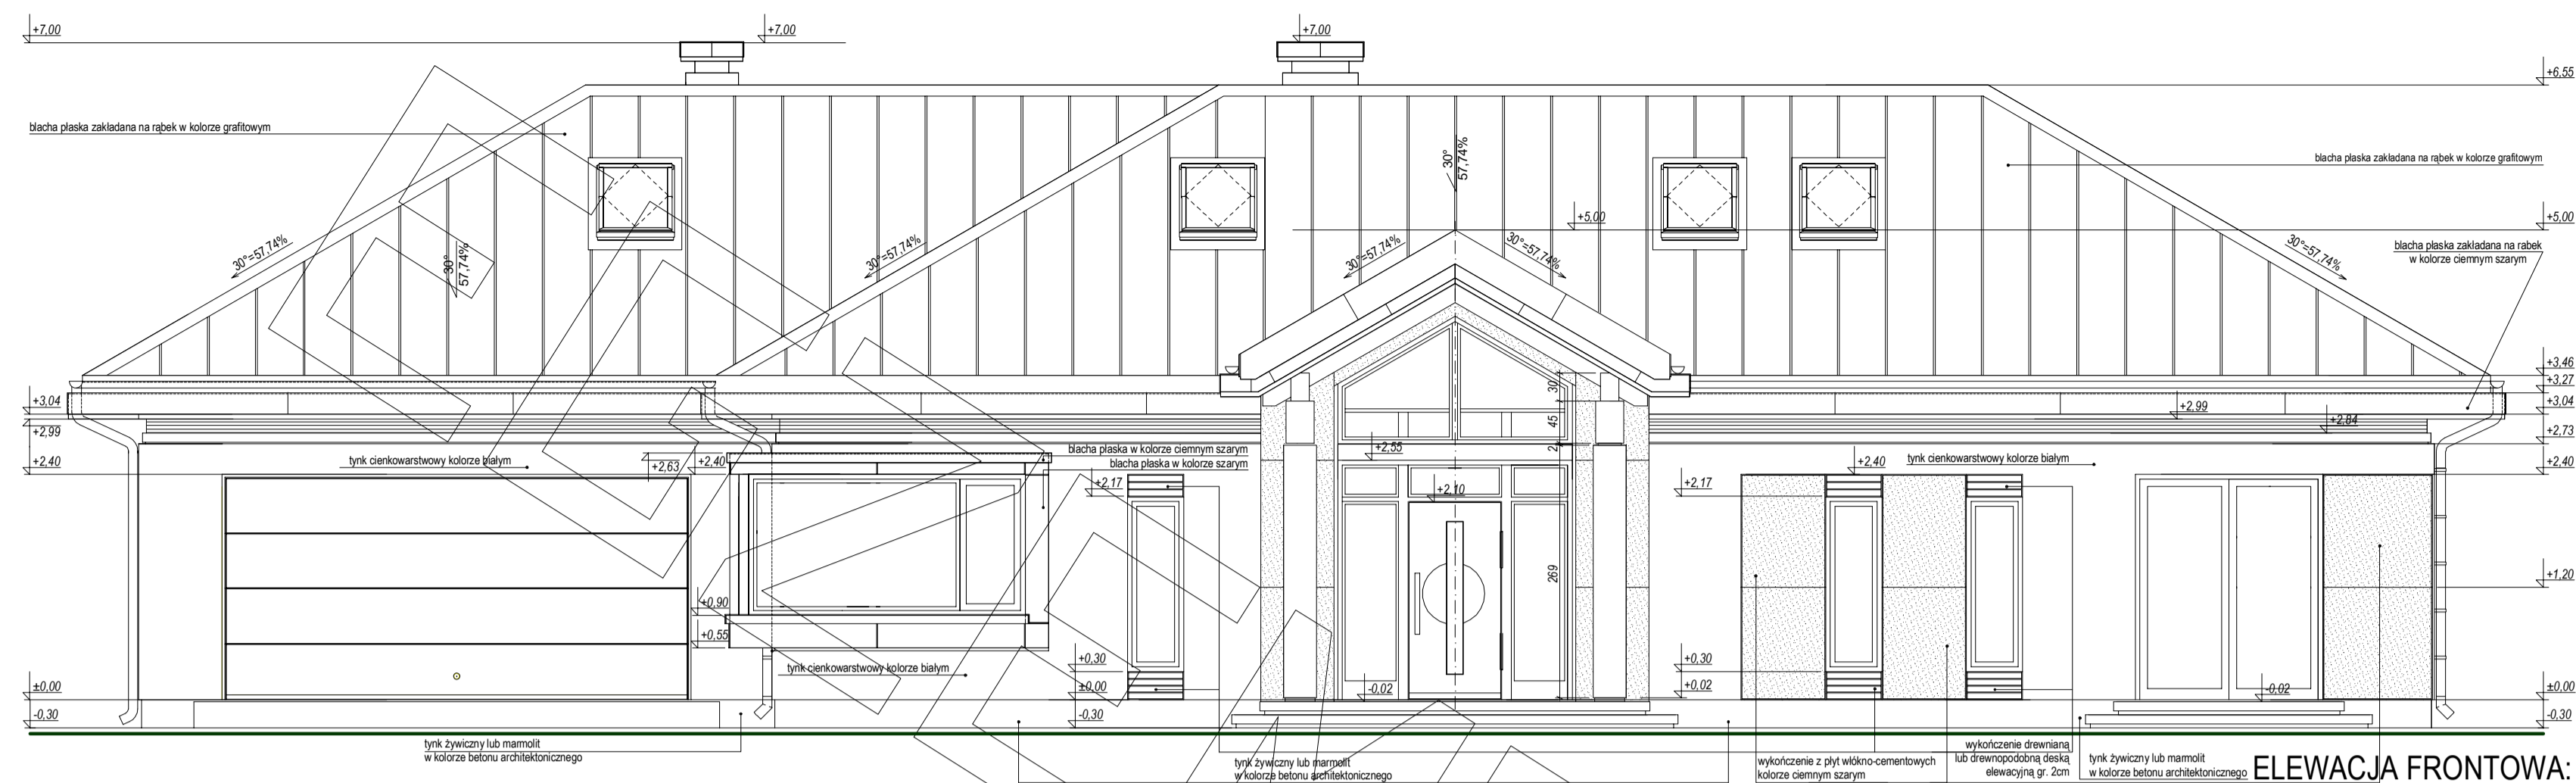 +7,00
+7,00
+7,00
+6,55
blacha płaska zakładana na rąbek w kolorze grafitowym
30°
57,74%
blacha płaska zakładana na rąbek w kolorze grafitowym
+5,00
+5,00
30°=57,74%
30°
57,74%
30°=57,74%
30°=57,74%
30°=57,74%
30°=57,74%
blacha płaska zakładana na rabek
w kolorze ciemnym szarym
+3,46
+3,27
+3,04
+3,04
+2,99
+2,99
+2,84
+2,73
30
45
2
269
+2,40
tynk cienkowarstwowy kolorze białym
+2,63
+2,40
blacha płaska w kolorze ciemnym szarym
blacha płaska w kolorze szarym
+2,17
+2,55
+2,10
+2,17
+2,40
tynk cienkowarstwowy kolorze białym
+2,40
+1,20
+0,90
+0,55
tynk cienkowarstwowy kolorze białym
+0,30
±0,00
-0,30
-0,02
+0,30
+0,02
-0,02
±0,00
-0,30
±0,00
-0,30
tynk żywiczny lub marmolit
w kolorze betonu architektonicznego
tynk żywiczny lub marmolit
w kolorze betonu architektonicznego
wykończenie z płyt włókno-cementowych
kolorze ciemnym szarym
wykończenie drewnianą
lub drewnopodobną deską
elewacyjną gr. 2cm
tynk żywiczny lub marmolit
w kolorze betonu architektonicznego
ELEWACJA FRONTOWA: